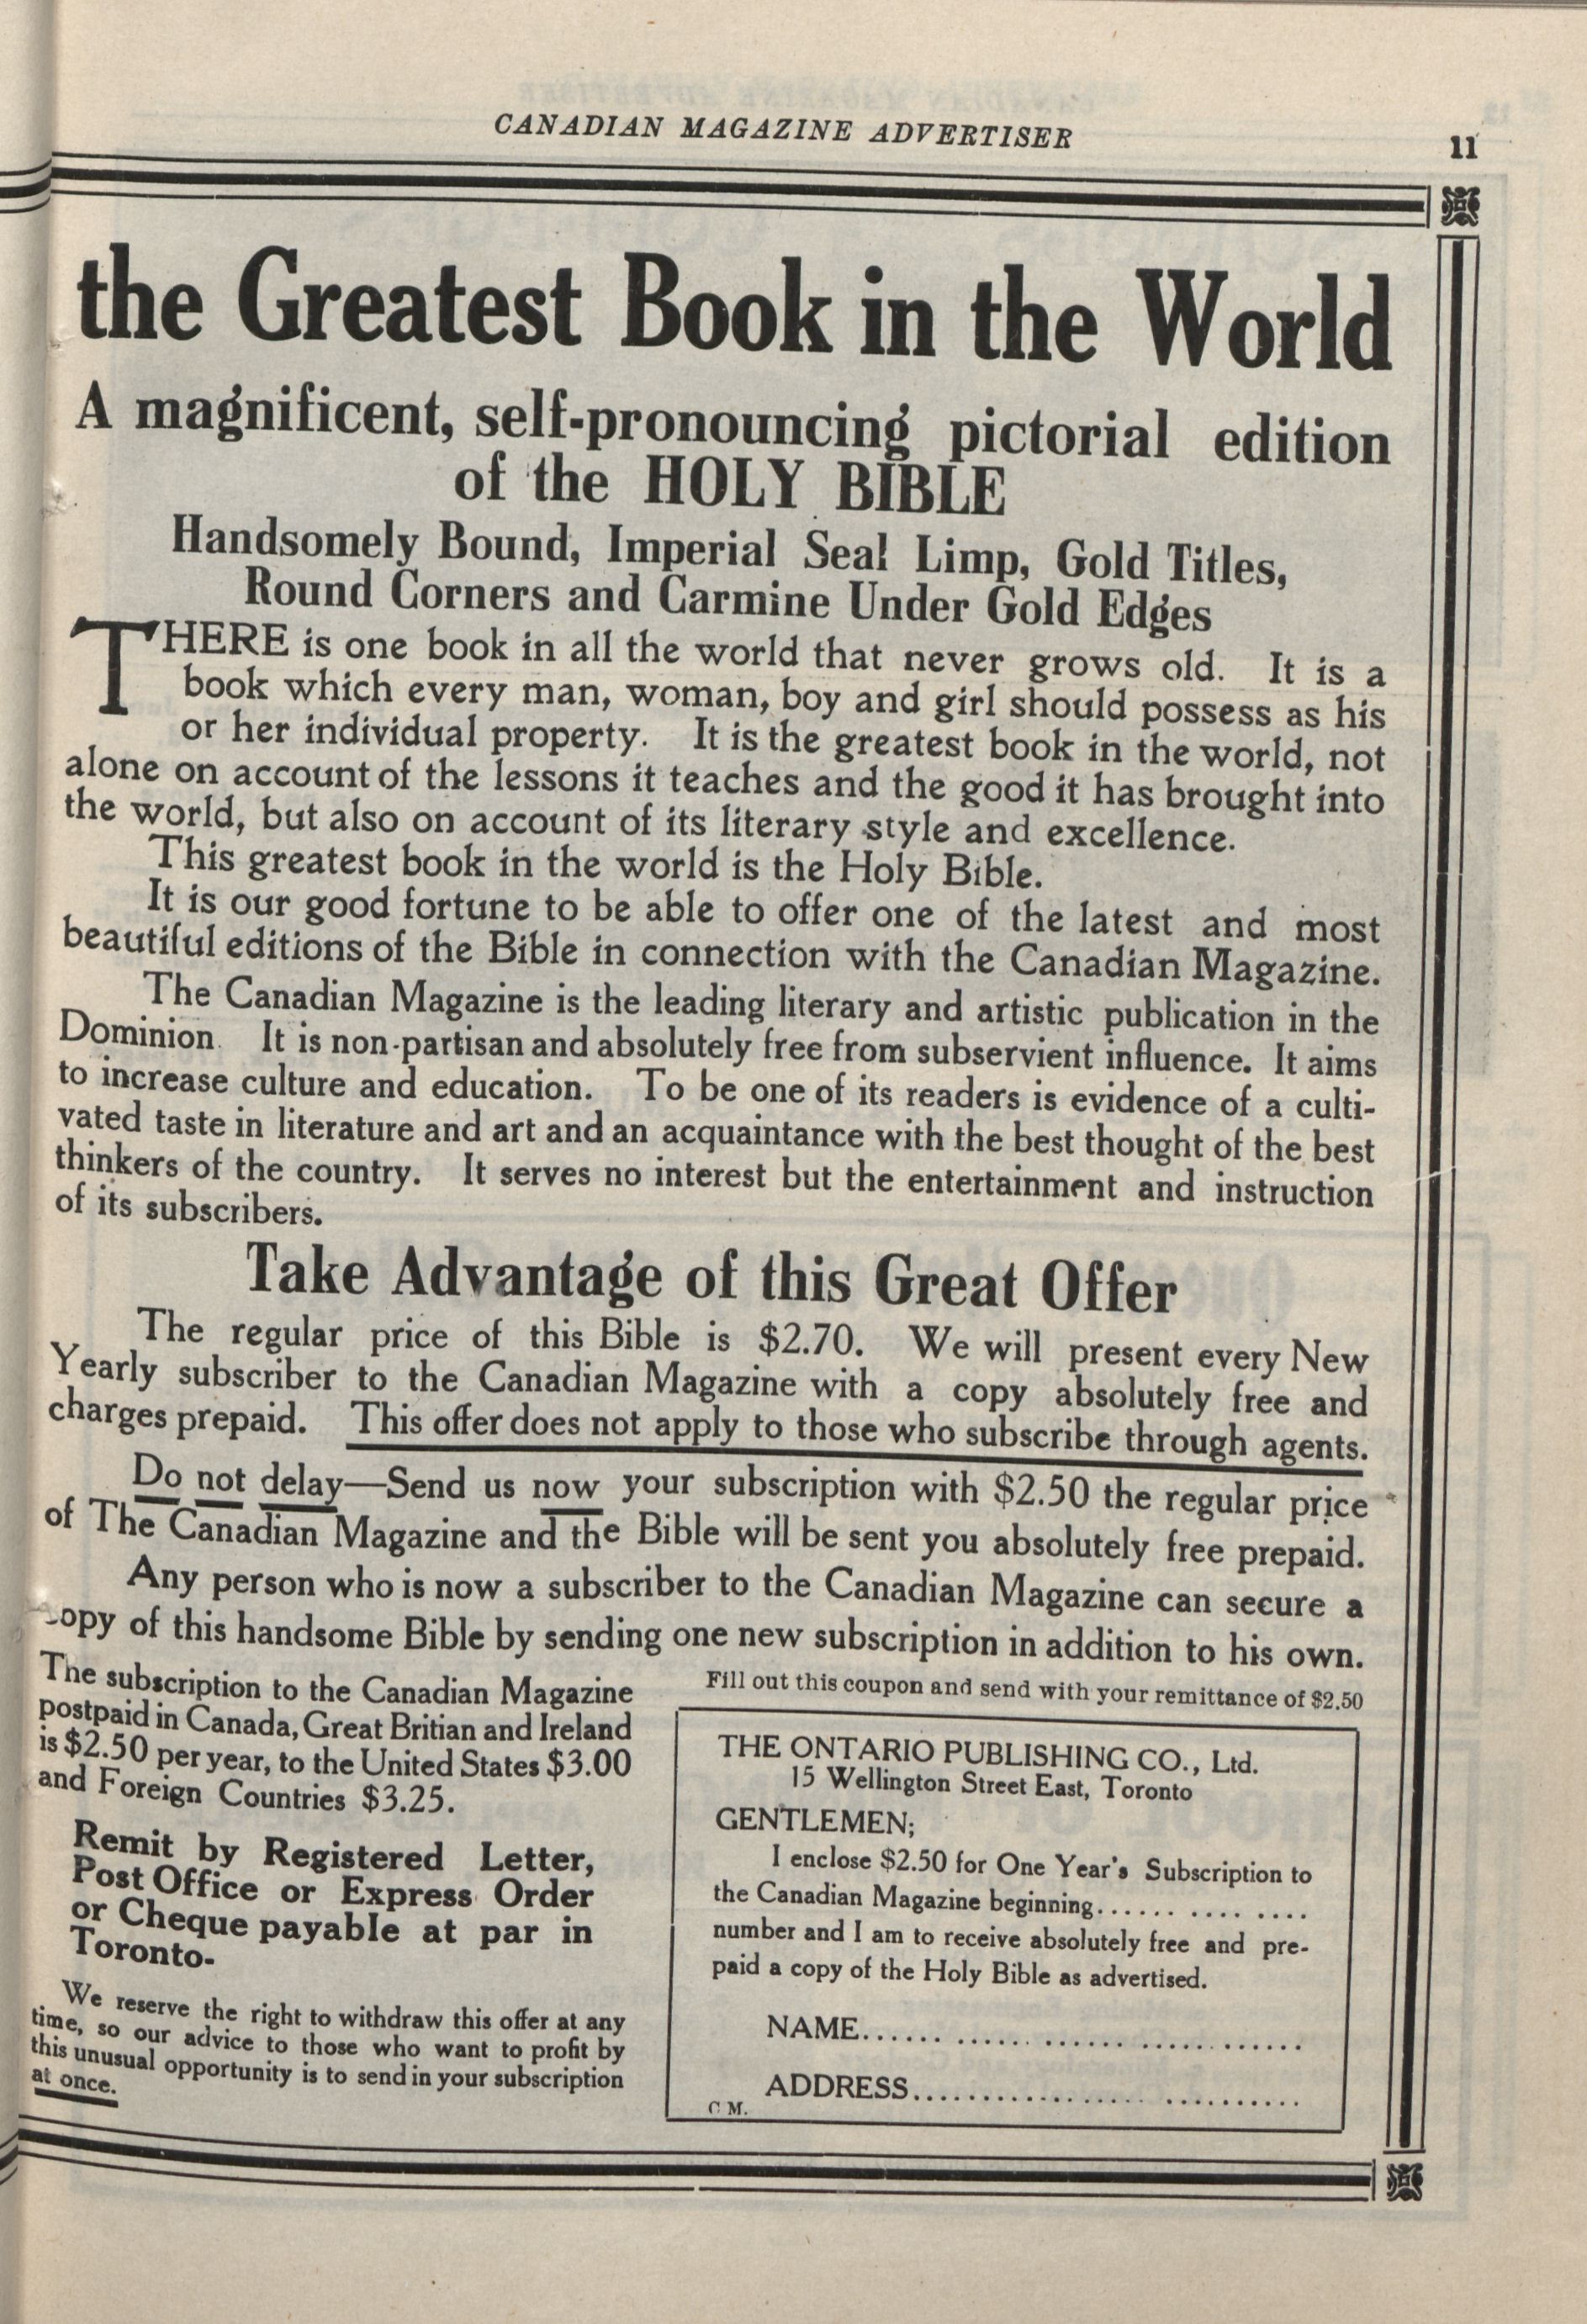 CANADIAN MAGAZINE ADVERTISER
11
the Greatest Book in the World
A magnificent, self-pronouncing pictorial edition
of the HOLY BIBLE
Handsomely Bound, Imperial Seal Limp, Gold Titles,
Round Corners and Carmine Under Gold Edges
THERE is one book in all the world that never grows old. It is a
book which every man, woman, boy and girl should possess as his
or her individual property. It is the greatest book in the world, not
alone on account of the lessons it teaches and the good it has brought into
the world, but also on account of its literary style and excellence.
This greatest book in the world is the Holy Bible.
It is our good fortune to be able to offer one of the latest and most
beautiful editions of the Bible in connection with the Canadian Magazine.
The Canadian Magazine is the leading literary and artistic publication in the
Dominion. It is non-partisan and absolutely free from subservient influence. It aims
to increase culture and education. To be one of its readers is evidence of a culti-
vated taste in literature and art and an acquaintance with the best thought of the best
thinkers of the country. It serves no interest but the entertainment and instruction
of its subscribers.
Take Advantage of this Great Offer
The regular price of this Bible is $2.70. We will present every New
Yearly subscriber to the Canadian Magazine with a copy absolutely free and
charges prepaid. This offer does not apply to those who subscribe through agents.
Do not delay—Send us now your subscription with $2.50 the regular price
of The Canadian Magazine and the Bible will be sent you absolutely free prepaid.
Any person who is now a subscriber to the Canadian Magazine can secure a
copy of this handsome Bible by sending one new subscription in addition to his own.
The subscription to the Canadian Magazine
postpaid in Canada, Great Britian and Ireland
is $2.50 per year, to the United States $3.00
and Foreign Countries $3.25.
Remit by Registered Letter,
Post Office or Express Order
or Cheque payable at par in
Toronto-
We reserve the right to withdraw this offer at any
time, so our advice to those who want to profit by
this unusual opportunity is to send in your subscription
at once.
Fill out this coupon and send with your remittance of $2.50
THE ONTARIO PUBLISHING CO., Ltd.
15 Wellington Street East, Toronto
GENTLEMEN;
I enclose $2.50 for One Year's Subscription to
the Canadian Magazine beginning...... .... ....
number and I am to receive absolutely free and pre-
paid a copy of the Holy Bible as advertised.
NAME...... ...... ...... ...... ......
ADDRESS.................. ..........
C M.